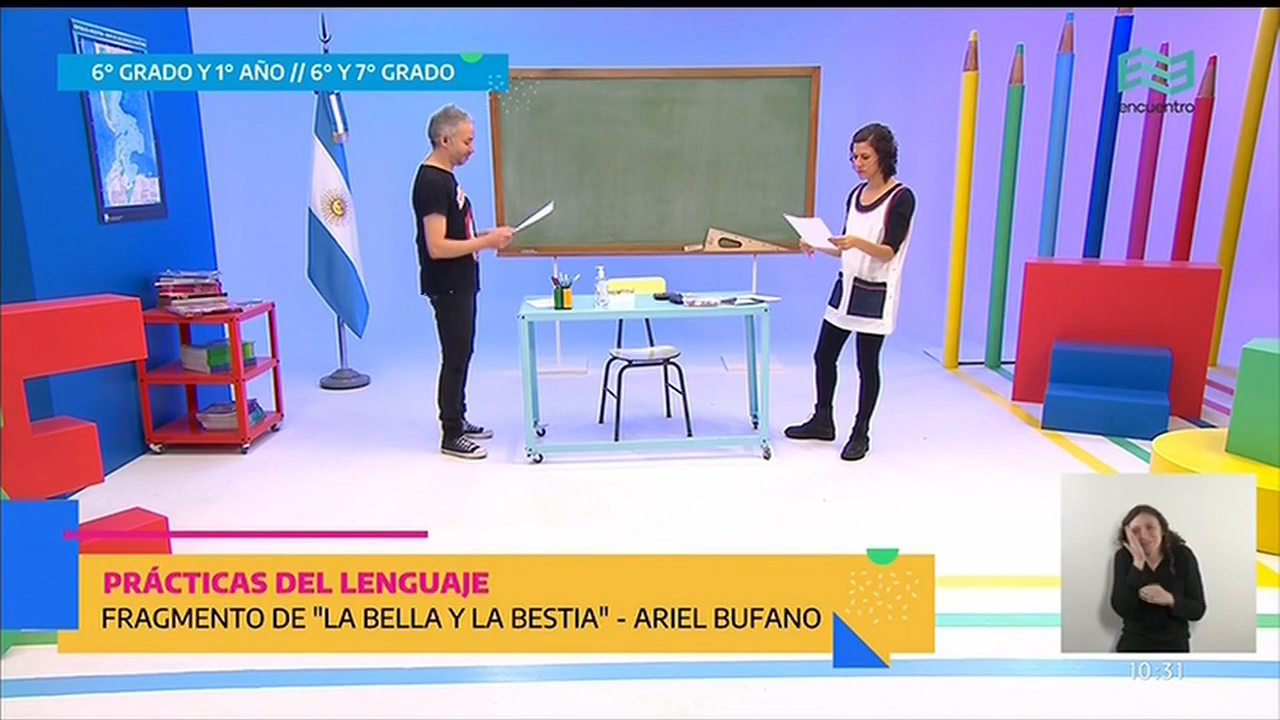 6° GRADO Y 1° AÑO // 6° Y 7° GRADO
encuentro
PRÁCTICAS DEL LENGUAJE
FRAGMENTO DE "LA BELLA Y LA BESTIA" - ARIEL BUFANO
10:31